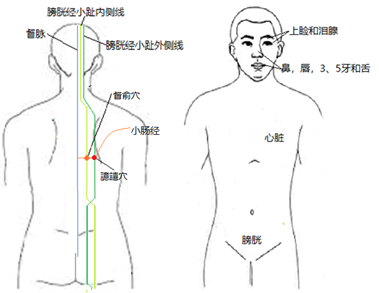 膀胱经小趾内侧线
督脉
膀胱经小趾外侧线
督俞穴
小肠经
譩譆穴
上睑和泪腺
鼻，唇，3、5牙和舌
心脏
膀胱